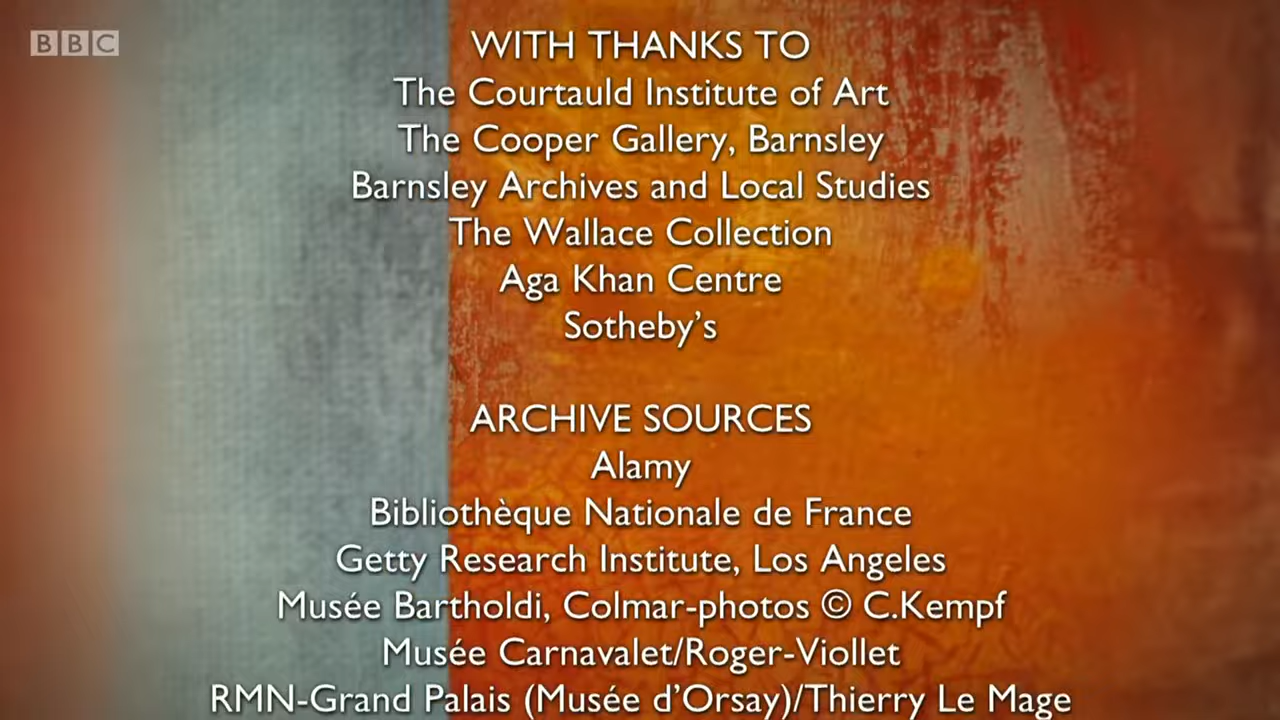 BBC
WITH THANKS TO
The Courtauld Institute of Art
The Cooper Gallery, Barnsley
Barnsley Archives and Local Studies
The Wallace Collection
Aga Khan Centre
Sotheby’s
ARCHIVE SOURCES
Alamy
Bibliothèque Nationale de France
Getty Research Institute, Los Angeles
Musée Bartholdi, Colmar-photos © C.Kempf
Musée Carnavalet/Roger-Viollet
RMN-Grand Palais (Musée d’Orsay)/Thierry Le Mage